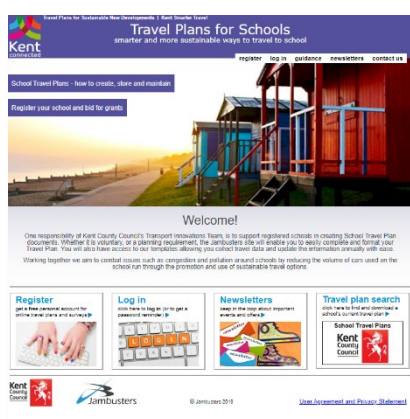 Travel Plans for Sustainable New Developments | Kent Smarter Travel
Kent
connected
Travel Plans for Schools
smarter and more sustainable ways to travel to school
register log in guidance newsletters contact us
School Travel Plans - how to create, store and maintain
Register your school and bid for grants
Welcome!
One responsibility of Kent County Council's Transport Innovations Team, is to support registered schools in creating School Travel Plan
documents. Whether it is voluntary, or a planning requirement, the Jambusters site will enable you to easily complete and format your
Travel Plan. You will also have access to our templates allowing you collect travel data and update the information annually with ease.
Working together we aim to combat issues such as congestion and pollution around schools by reducing the volume of cars used on the
school run through the promotion and use of sustainable travel options.
Register
get a free personal account for
online travel plans and surveys
Log in
click here to log in (or to get a
password reminder)
LOGIN
Newsletters
keep in the loop about important
events and offers
Travel plan search
click here to find and download a
school's current travel plan
School Travel Plans
Kent
County
Council
Kent
County
Council
Jambusters
© Jambusters 2016
User Agreement and Privacy Statement